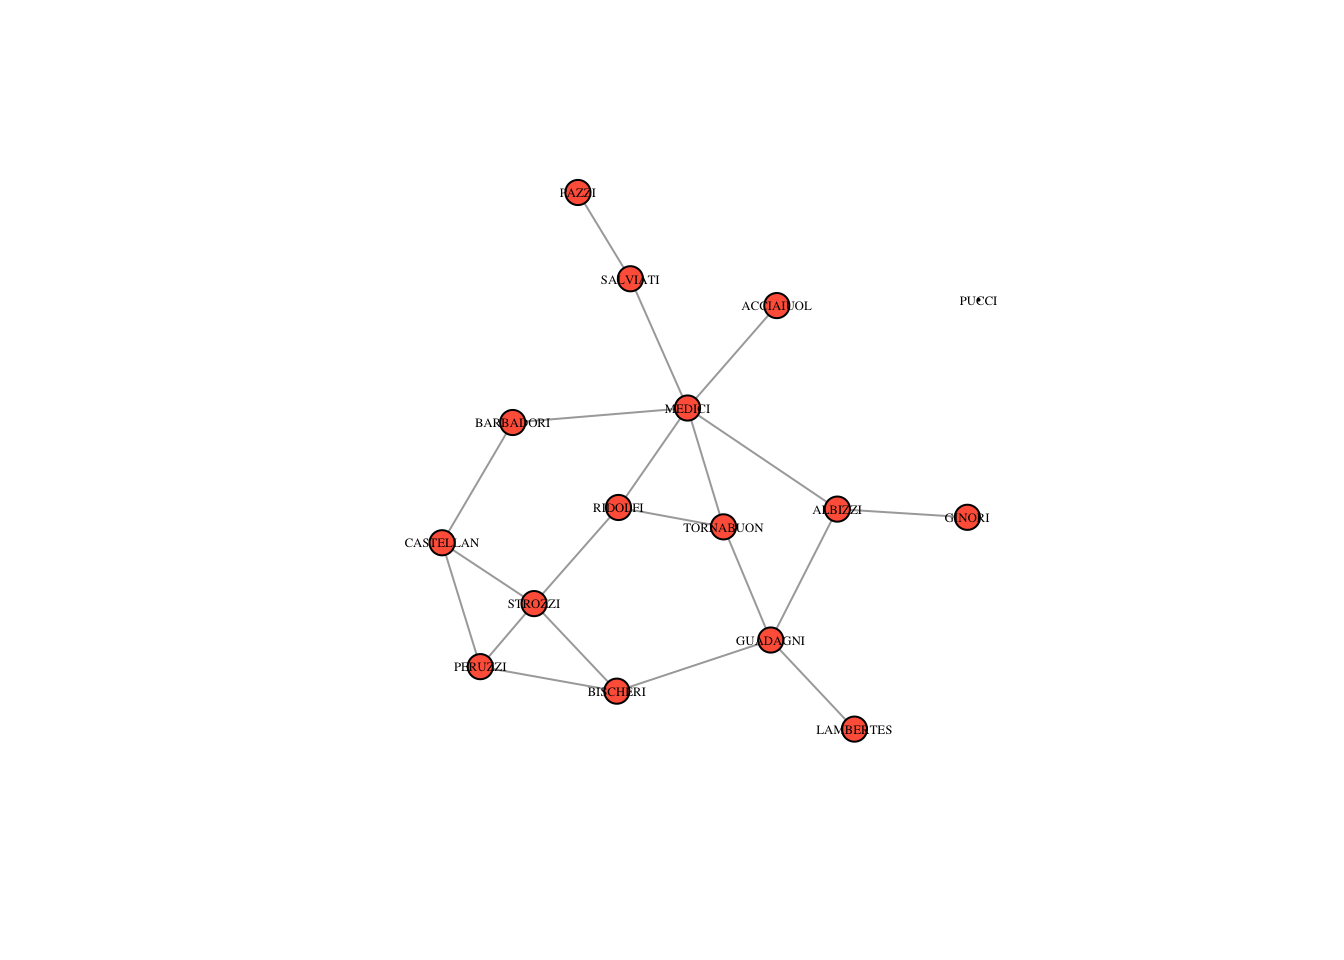 PAZZI
SALVIATI
ACCIAIUOL
PUCCI
MEDICI
BARBADORI
RIDOLFI
TORNABUON
ALBIZZI
GINORI
CASTELLAN
STROZZI
GUADAGNI
PERUZZI
BISCHERI
LAMBERTES